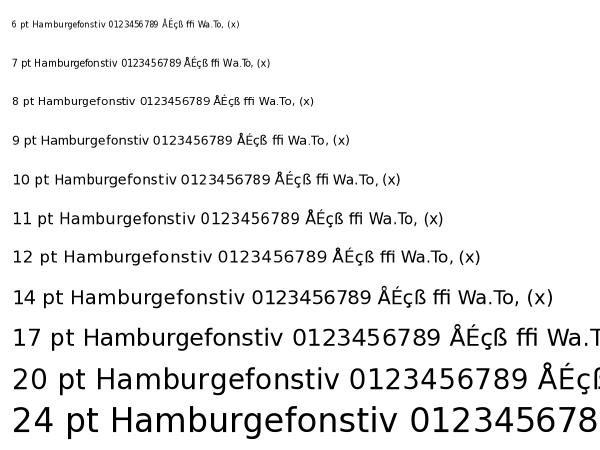 6 pt Hamburgefonstiv 0123456789 ÅÉçß ffi Wa.To, (x)
7 pt Hamburgefonstiv 0123456789 ÅÉçß ffi Wa.To, (x)
8 pt Hamburgefonstiv 0123456789 ÅÉçß ffi Wa.To, (x)
9 pt Hamburgefonstiv 0123456789 ÅÉçß ffi Wa.To, (x)
10 pt Hamburgefonstiv 0123456789 ÅÉçß ffi Wa.To, (x)
11 pt Hamburgefonstiv 0123456789 ÅÉçß ffi Wa.To, (x)
12 pt Hamburgefonstiv 0123456789 ÅÉçß ffi Wa.To, (x)
14 pt Hamburgefonstiv 0123456789 ÅÉçß ffi Wa.To, (x)
17 pt Hamburgefonstiv 0123456789 ÅÉçß ffi Wa.T
20 pt Hamburgefonstiv 0123456789 ÅÉçß
24 pt Hamburgefonstiv 012345678